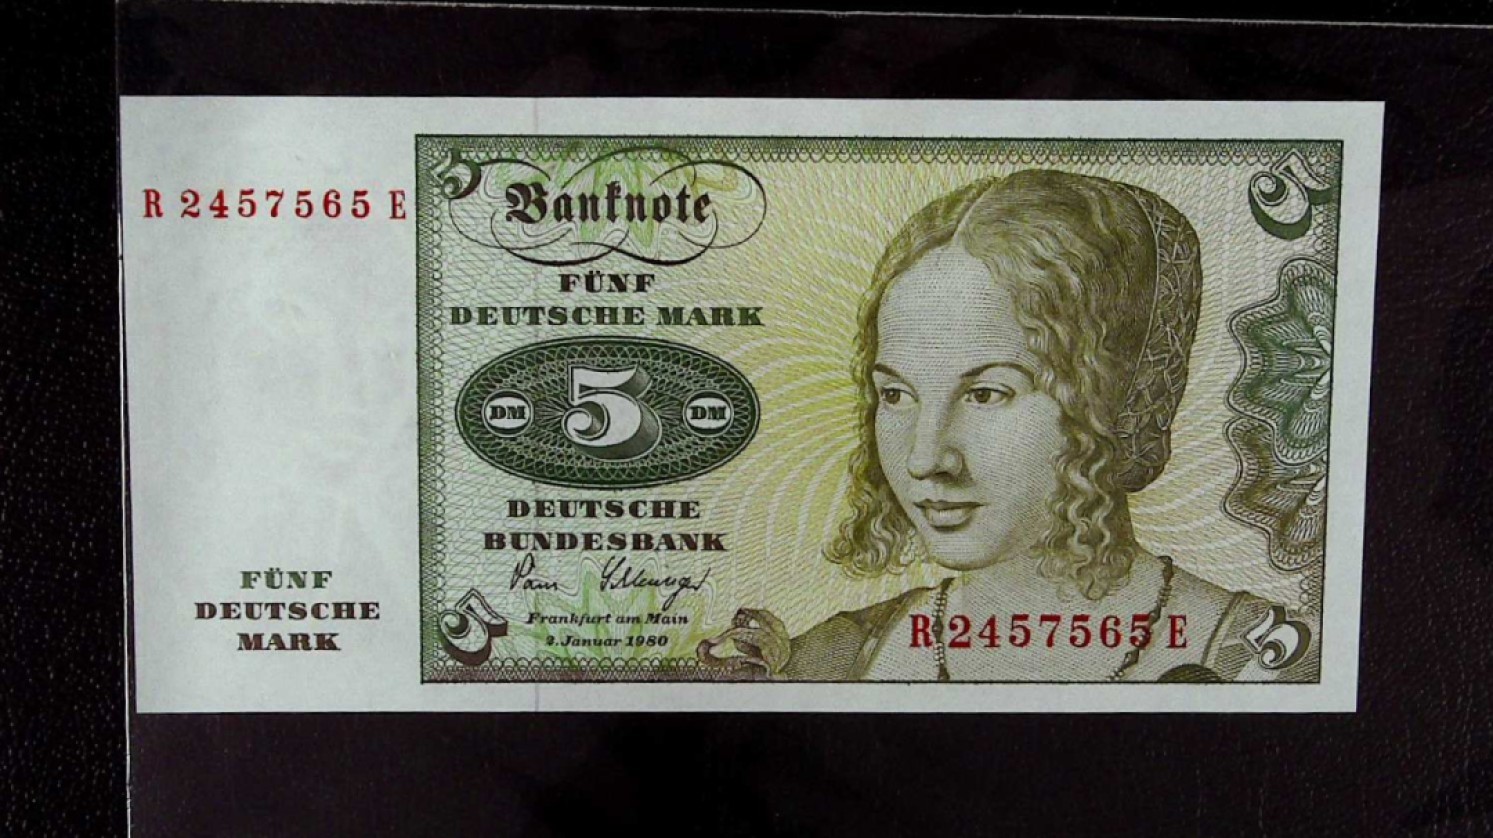 R 2457565 E
5
5
Banknote
FÜNF
DEUTSCHE MARK
DM 5 DM
DEUTSCHE
BUNDESBANK
Frankfurt am Main
2. Januar 1980
FÜNF
DEUTSCHE
MARK
5
R 2457565 E
5